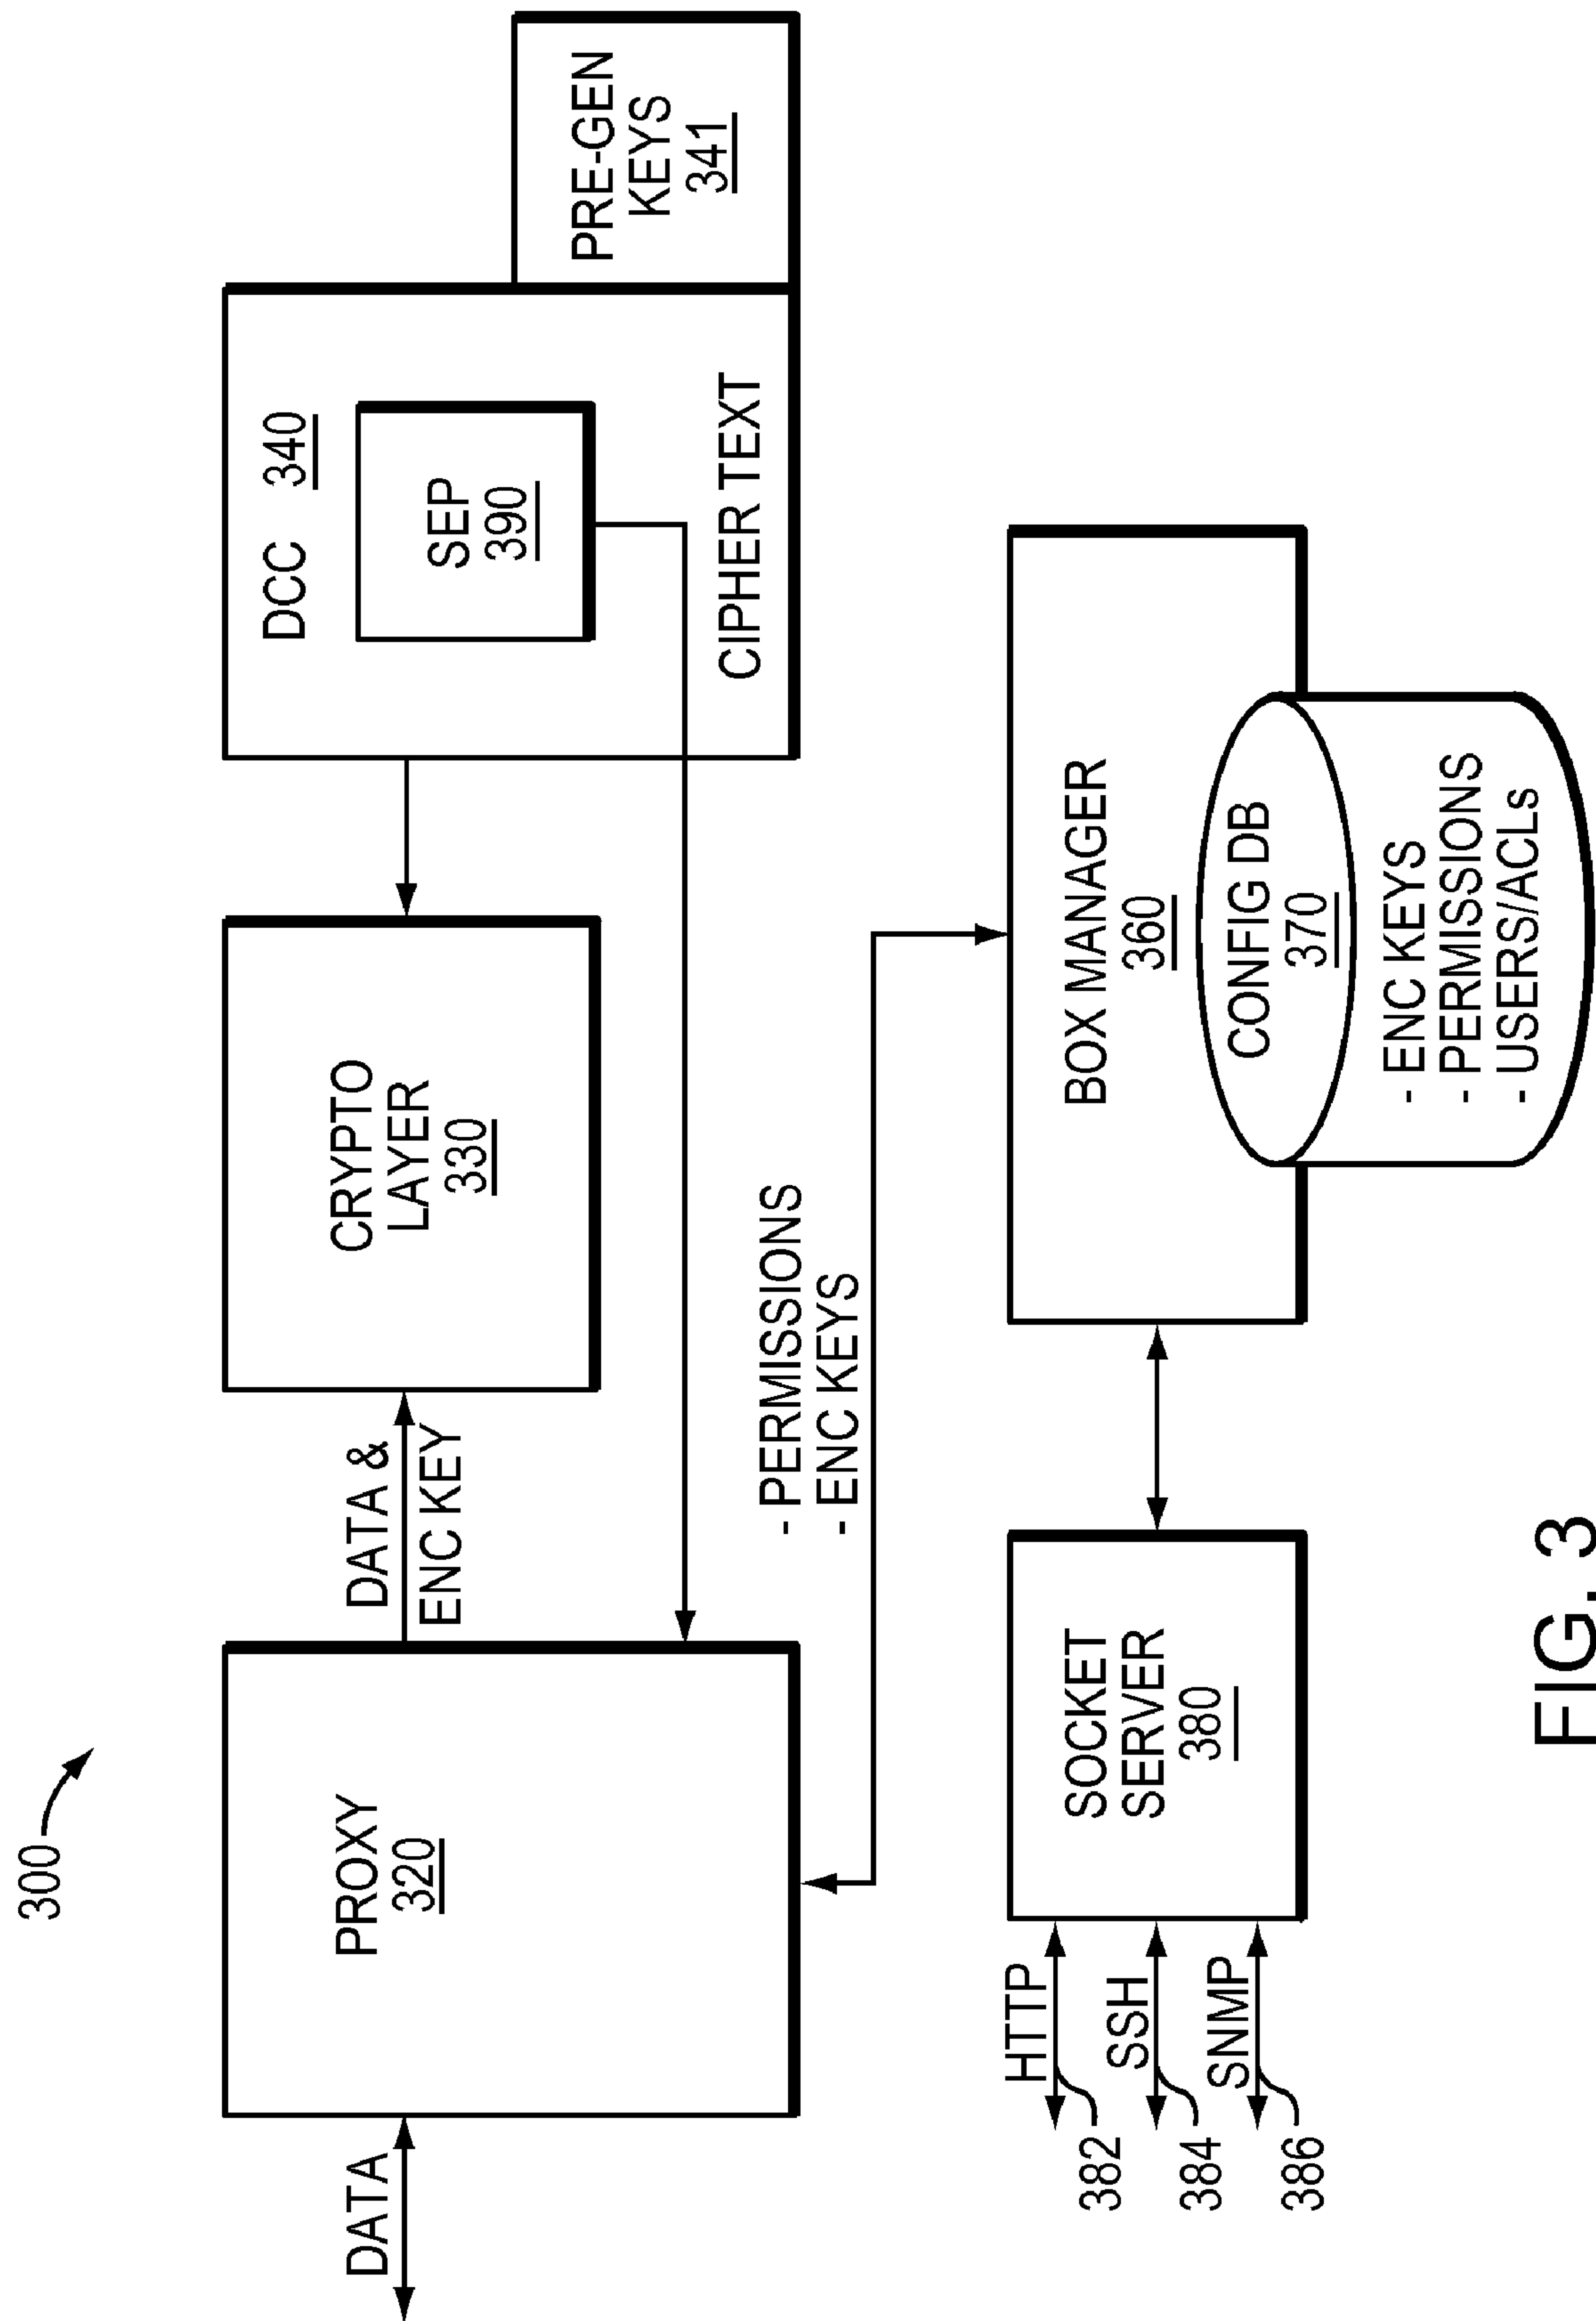 300
DATA
PROXY
320
DATA &
ENC KEY
CRYPTO
LAYER
330
DCC 340
SEP
390
CIPHER TEXT
PRE-GEN
KEYS
341
- PERMISSIONS
- ENC KEYS
HTTP
382
SSH
384
SNMP
386
SOCKET
SERVER
380
BOX MANAGER
360
CONFIG DB
370
- ENC KEYS
- PERMISSIONS
- USERS/ACLs
FIG. 3